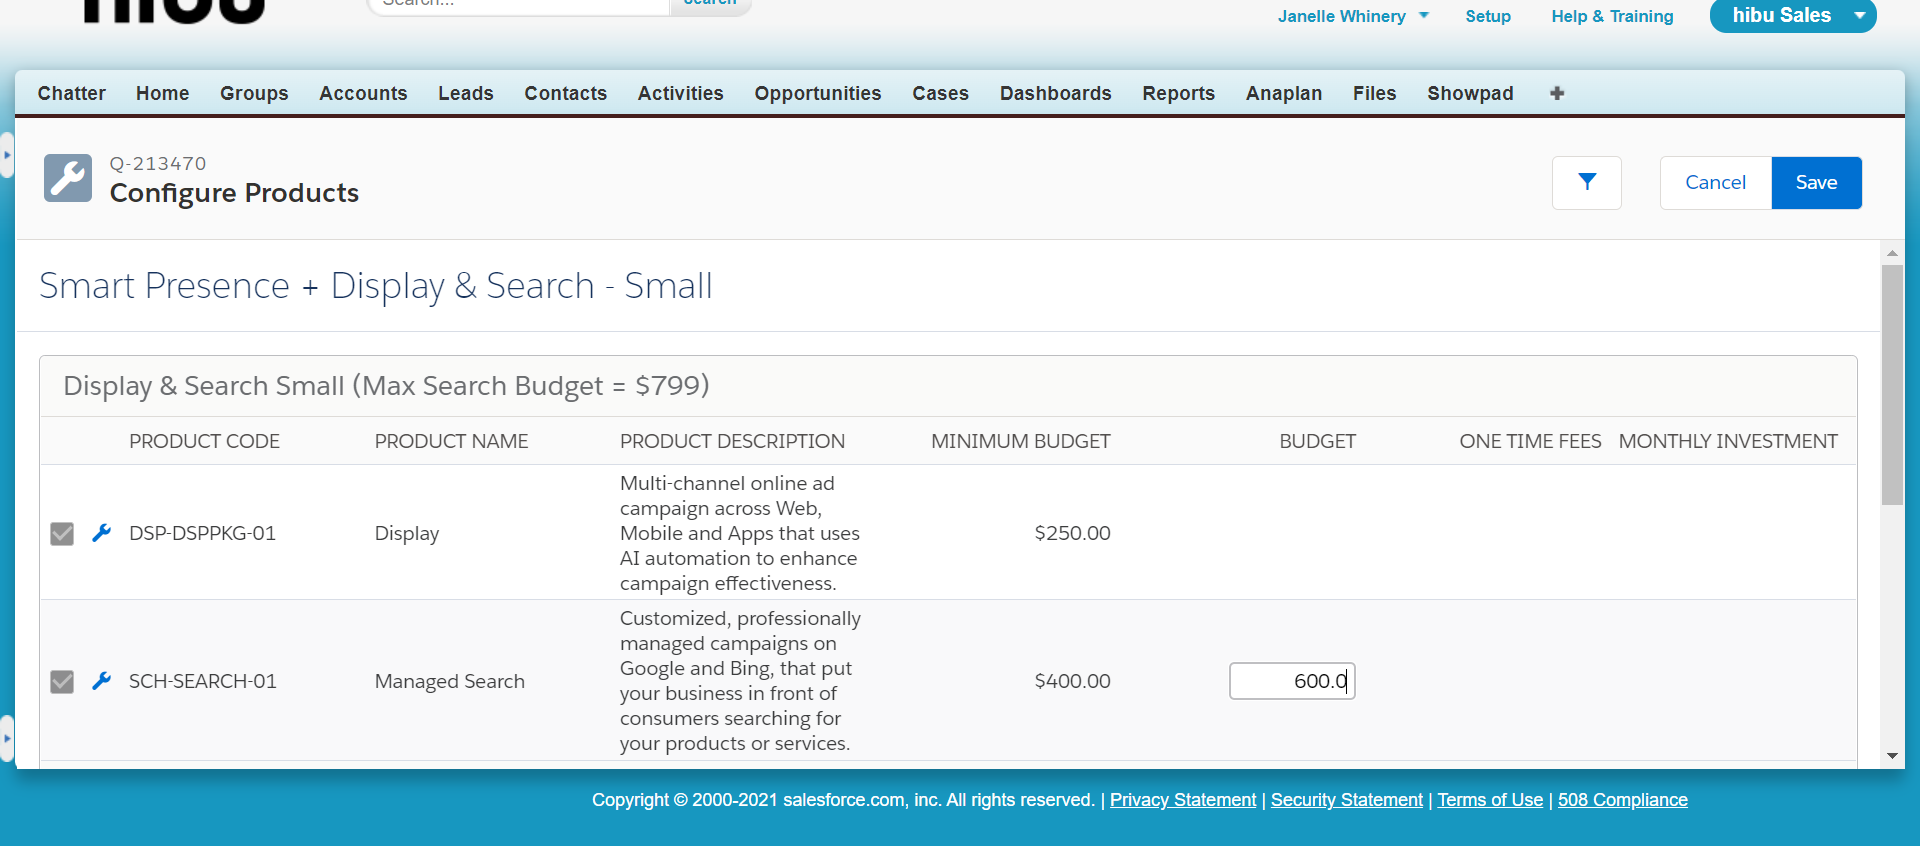 hibu
Search...
Search
Janelle Whinery
Setup
Help & Training
hibu Sales
Chatter Home Groups Accounts Leads Contacts Activities Opportunities Cases Dashboards Reports Anaplan Files Showpad
Q-213470
Configure Products
Cancel
Save
Smart Presence + Display & Search - Small
Display & Search Small (Max Search Budget = $799)
PRODUCT CODE PRODUCT NAME PRODUCT DESCRIPTION MINIMUM BUDGET BUDGET ONE TIME FEES MONTHLY INVESTMENT
DSP-DSPPKG-01
Display
Multi-channel online ad
campaign across Web,
Mobile and Apps that uses
AI automation to enhance
campaign effectiveness.
$250.00
SCH-SEARCH-01
Managed Search
Customized, professionally
managed campaigns on
Google and Bing, that put
your business in front of
consumers searching for
your products or services.
$400.00
600.0
Copyright © 2000-2021 salesforce.com, inc. All rights reserved. | Privacy Statement | Security Statement | Terms of Use | 508 Compliance